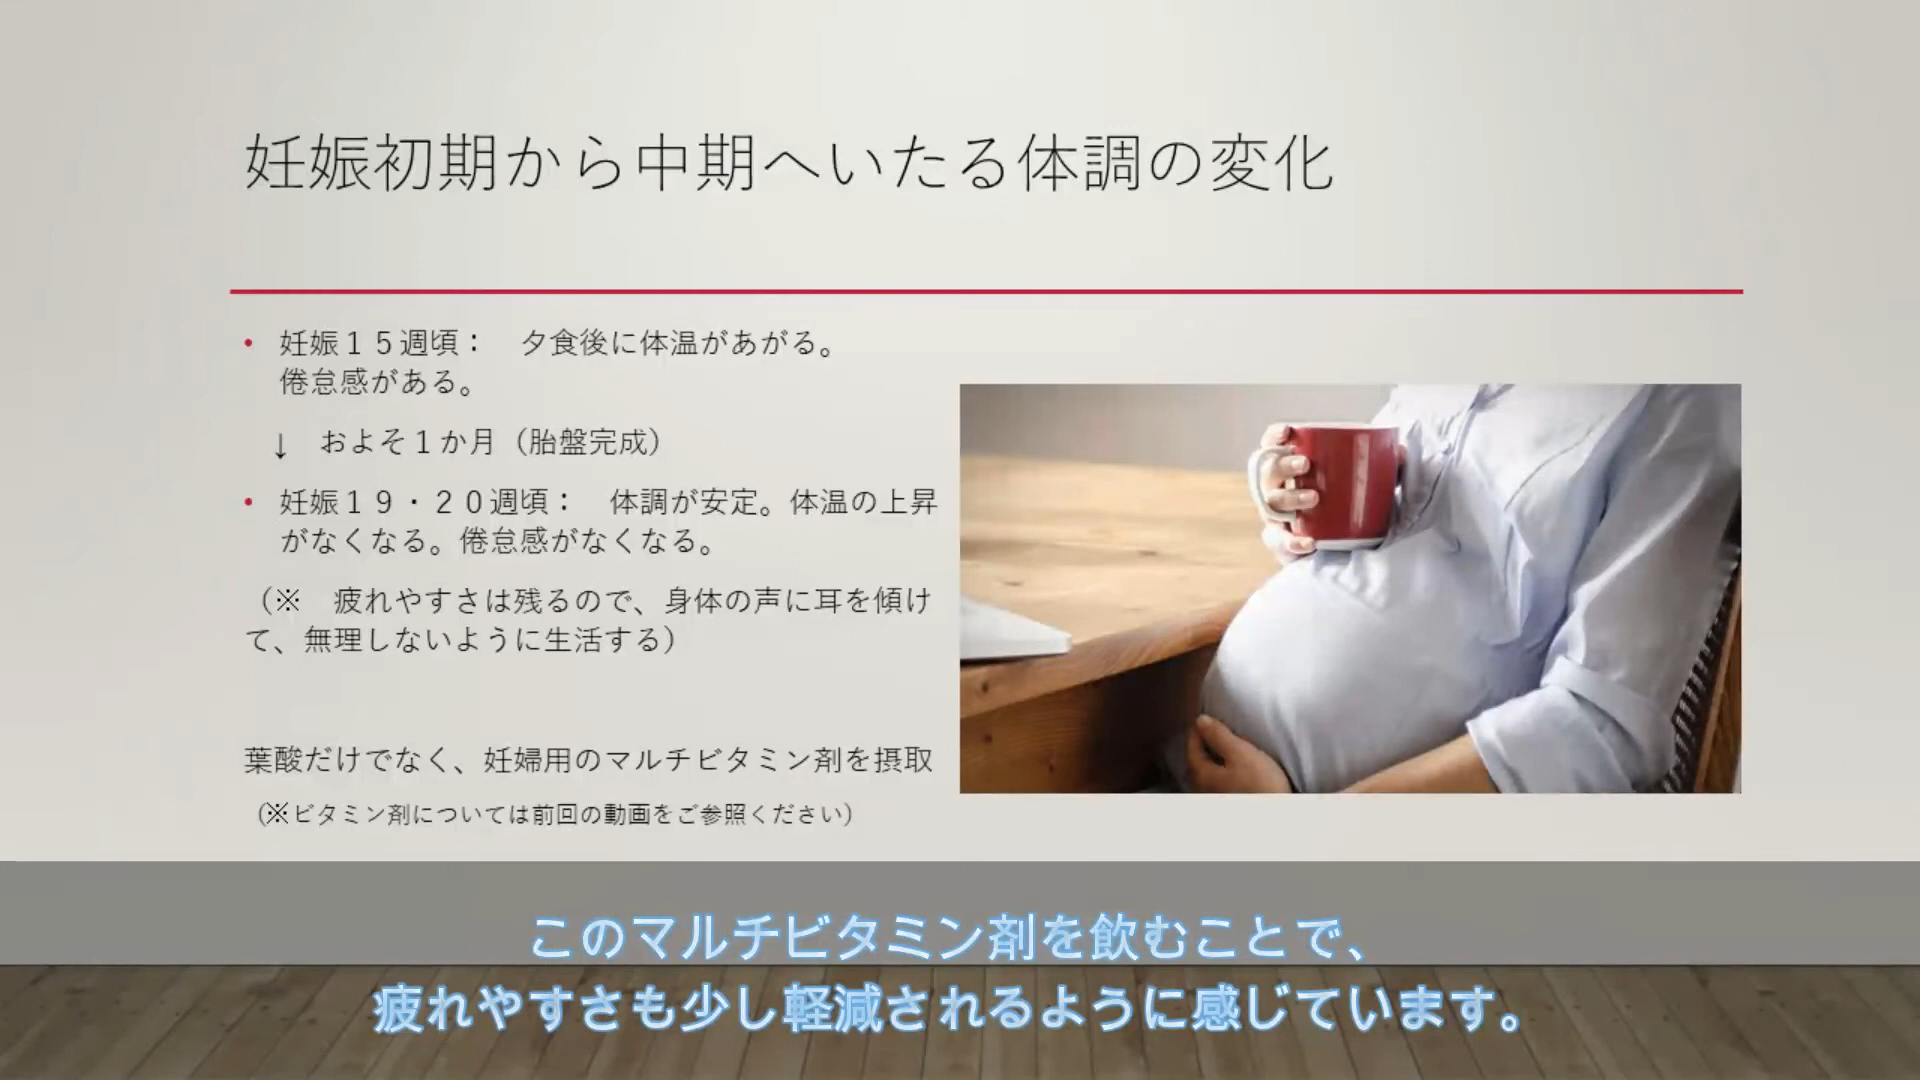 妊娠初期から中期へいたる体調の変化
• 妊娠１５週頃：　夕食後に体温があがる。
倦怠感がある。
↓　およそ１か月（胎盤完成）
• 妊娠１９・２０週頃：　体調が安定。体温の上昇
がなくなる。倦怠感がなくなる。
（※　疲れやすさは残るので、身体の声に耳を傾け
て、無理しないように生活する）
葉酸だけでなく、妊婦用のマルチビタミン剤を摂取
（※ビタミン剤については前回の動画をご参照ください）
このマルチビタミン剤を飲むことで、
疲れやすさも少し軽減されるように感じています。